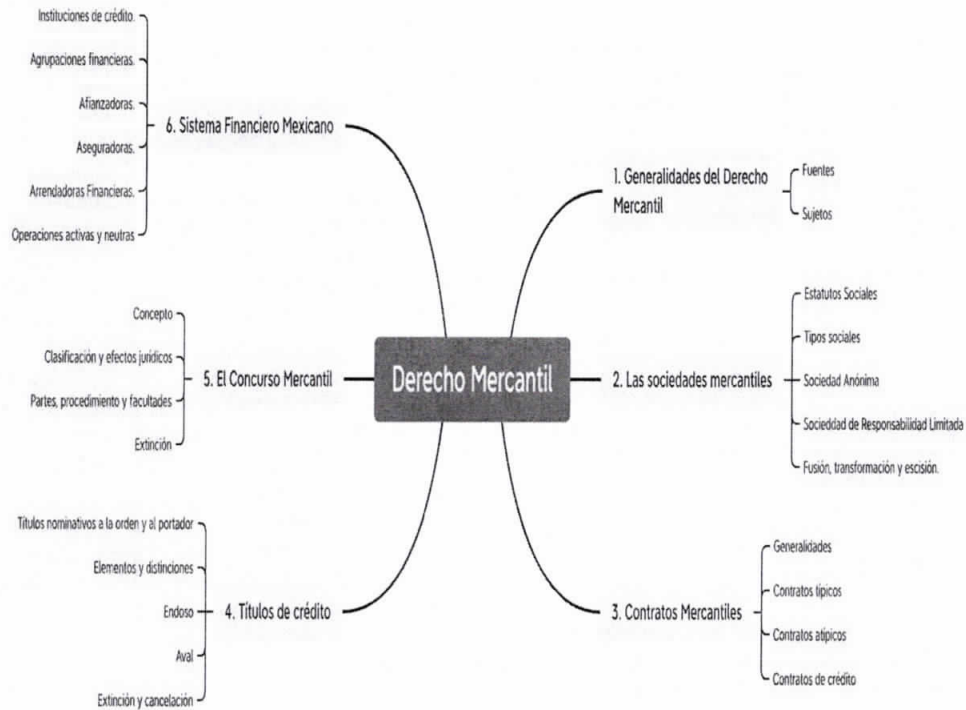 Derecho Mercantil
1. Generalidades del Derecho
Mercantil
Fuentes
Sujetos
2. Las sociedades mercantiles
Estatutos Sociales
Tipos sociales
Sociedad Anónima
Socieddad de Responsabilidad Limitada
Fusión, transformación y escisión.
3. Contratos Mercantiles
Generalidades
Contratos típicos
Contratos atípicos
Contratos de crédito
4. Títulos de crédito
Títulos nominativos a la orden y al portador
Elementos y distinciones
Endoso
Aval
Extinción y cancelación
5. El Concurso Mercantil
Concepto
Clasificación y efectos jurídicos
Partes, procedimiento y facultades
Extinción
6. Sistema Financiero Mexicano
Instituciones de crédito.
Agrupaciones financieras.
Afianzadoras.
Aseguradoras.
Arrendadoras Financieras.
Operaciones activas y neutras